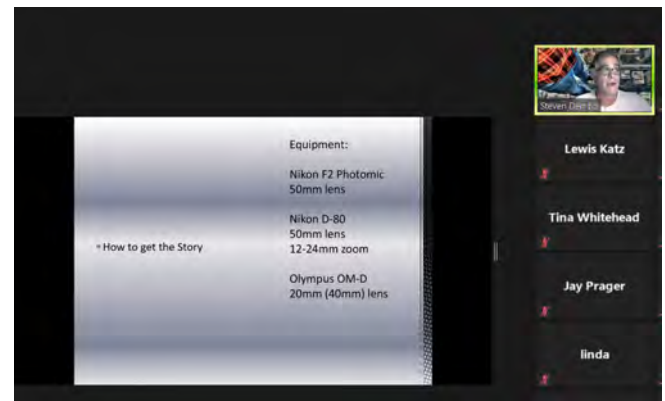 • How to get the Story
Equipment:
Nikon F2 Photomic
50mm lens
Nikon D-80
50mm lens
12-24mm zoom
Olympus OM-D
20mm (40mm) lens
Steven
Lewis Katz
Tina Whitehead
Jay Prager
linda